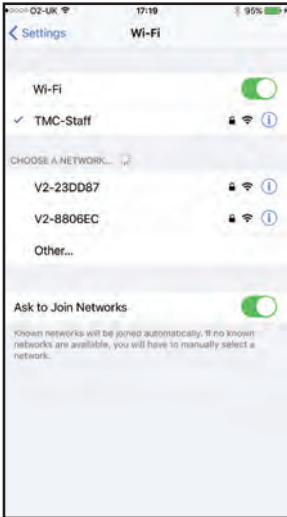 O2-UK 17:19 95%
Settings Wi-Fi
Wi-Fi
TMC-Staff
CHOOSE A NETWORK...
V2-23DD87
V2-8806EC
Other...
Ask to Join Networks
Known networks will be joined automatically. If no known
networks are available, you will have to manually select a
network.